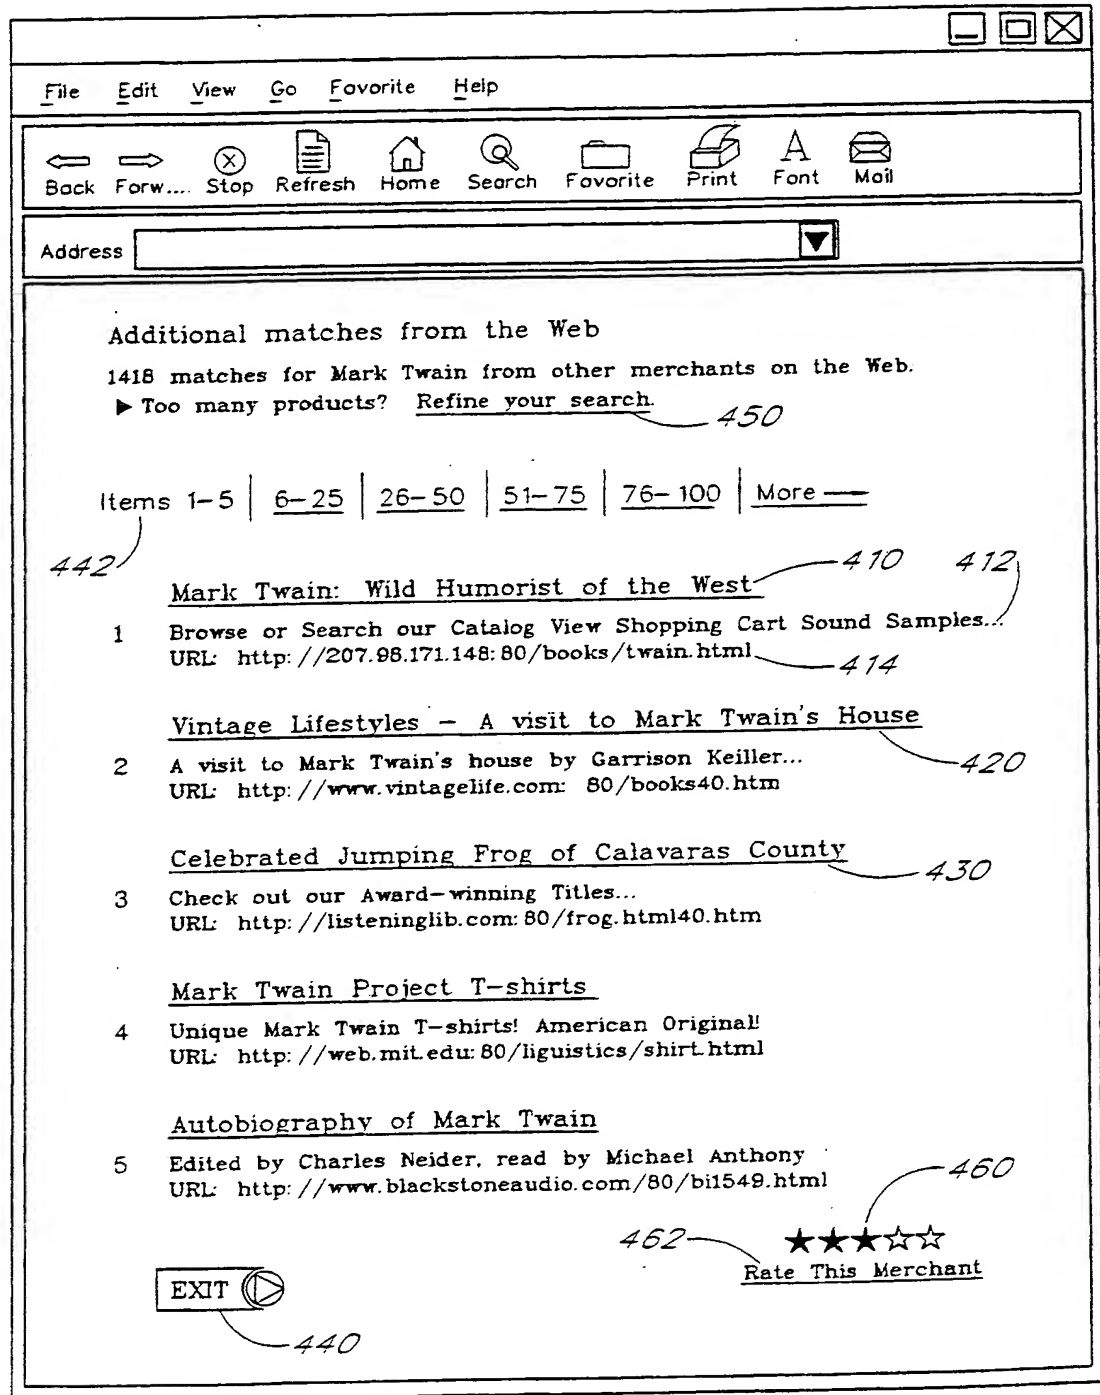 File Edit View Go Favorite Help
Back Forw.... Stop Refresh Home Search Favorite Print A Font Mail
Address
Additional matches from the Web
1418 matches for Mark Twain from other merchants on the Web.
▶ Too many products? Refine your search.
450
Items 1-5 | 6-25 | 26-50 | 51-75 | 76-100 | More
442
410 412
Mark Twain: Wild Humorist of the West
1 Browse or Search our Catalog View Shopping Cart Sound Samples...
URL: http://207.98.171.148:80/books/twain.html
414
Vintage Lifestyles - A visit to Mark Twain's House
2 A visit to Mark Twain's house by Garrison Keiller...
420
URL: http://www.vintagelife.com: 80/books40.htm
Celebrated Jumping Frog of Calavaras County
430
3 Check out our Award-winning Titles...
URL: http://listeninglib.com:80/frog.html40.htm
Mark Twain Project T-shirts
4 Unique Mark Twain T-shirts! American Original!
URL: http://web.mit.edu:80/liguistics/shirt.html
Autobiography of Mark Twain
5 Edited by Charles Neider, read by Michael Anthony
460
URL: http://www.blackstoneaudio.com/80/bi1549.html
462 ★★★☆☆
Rate This Merchant
EXIT
440